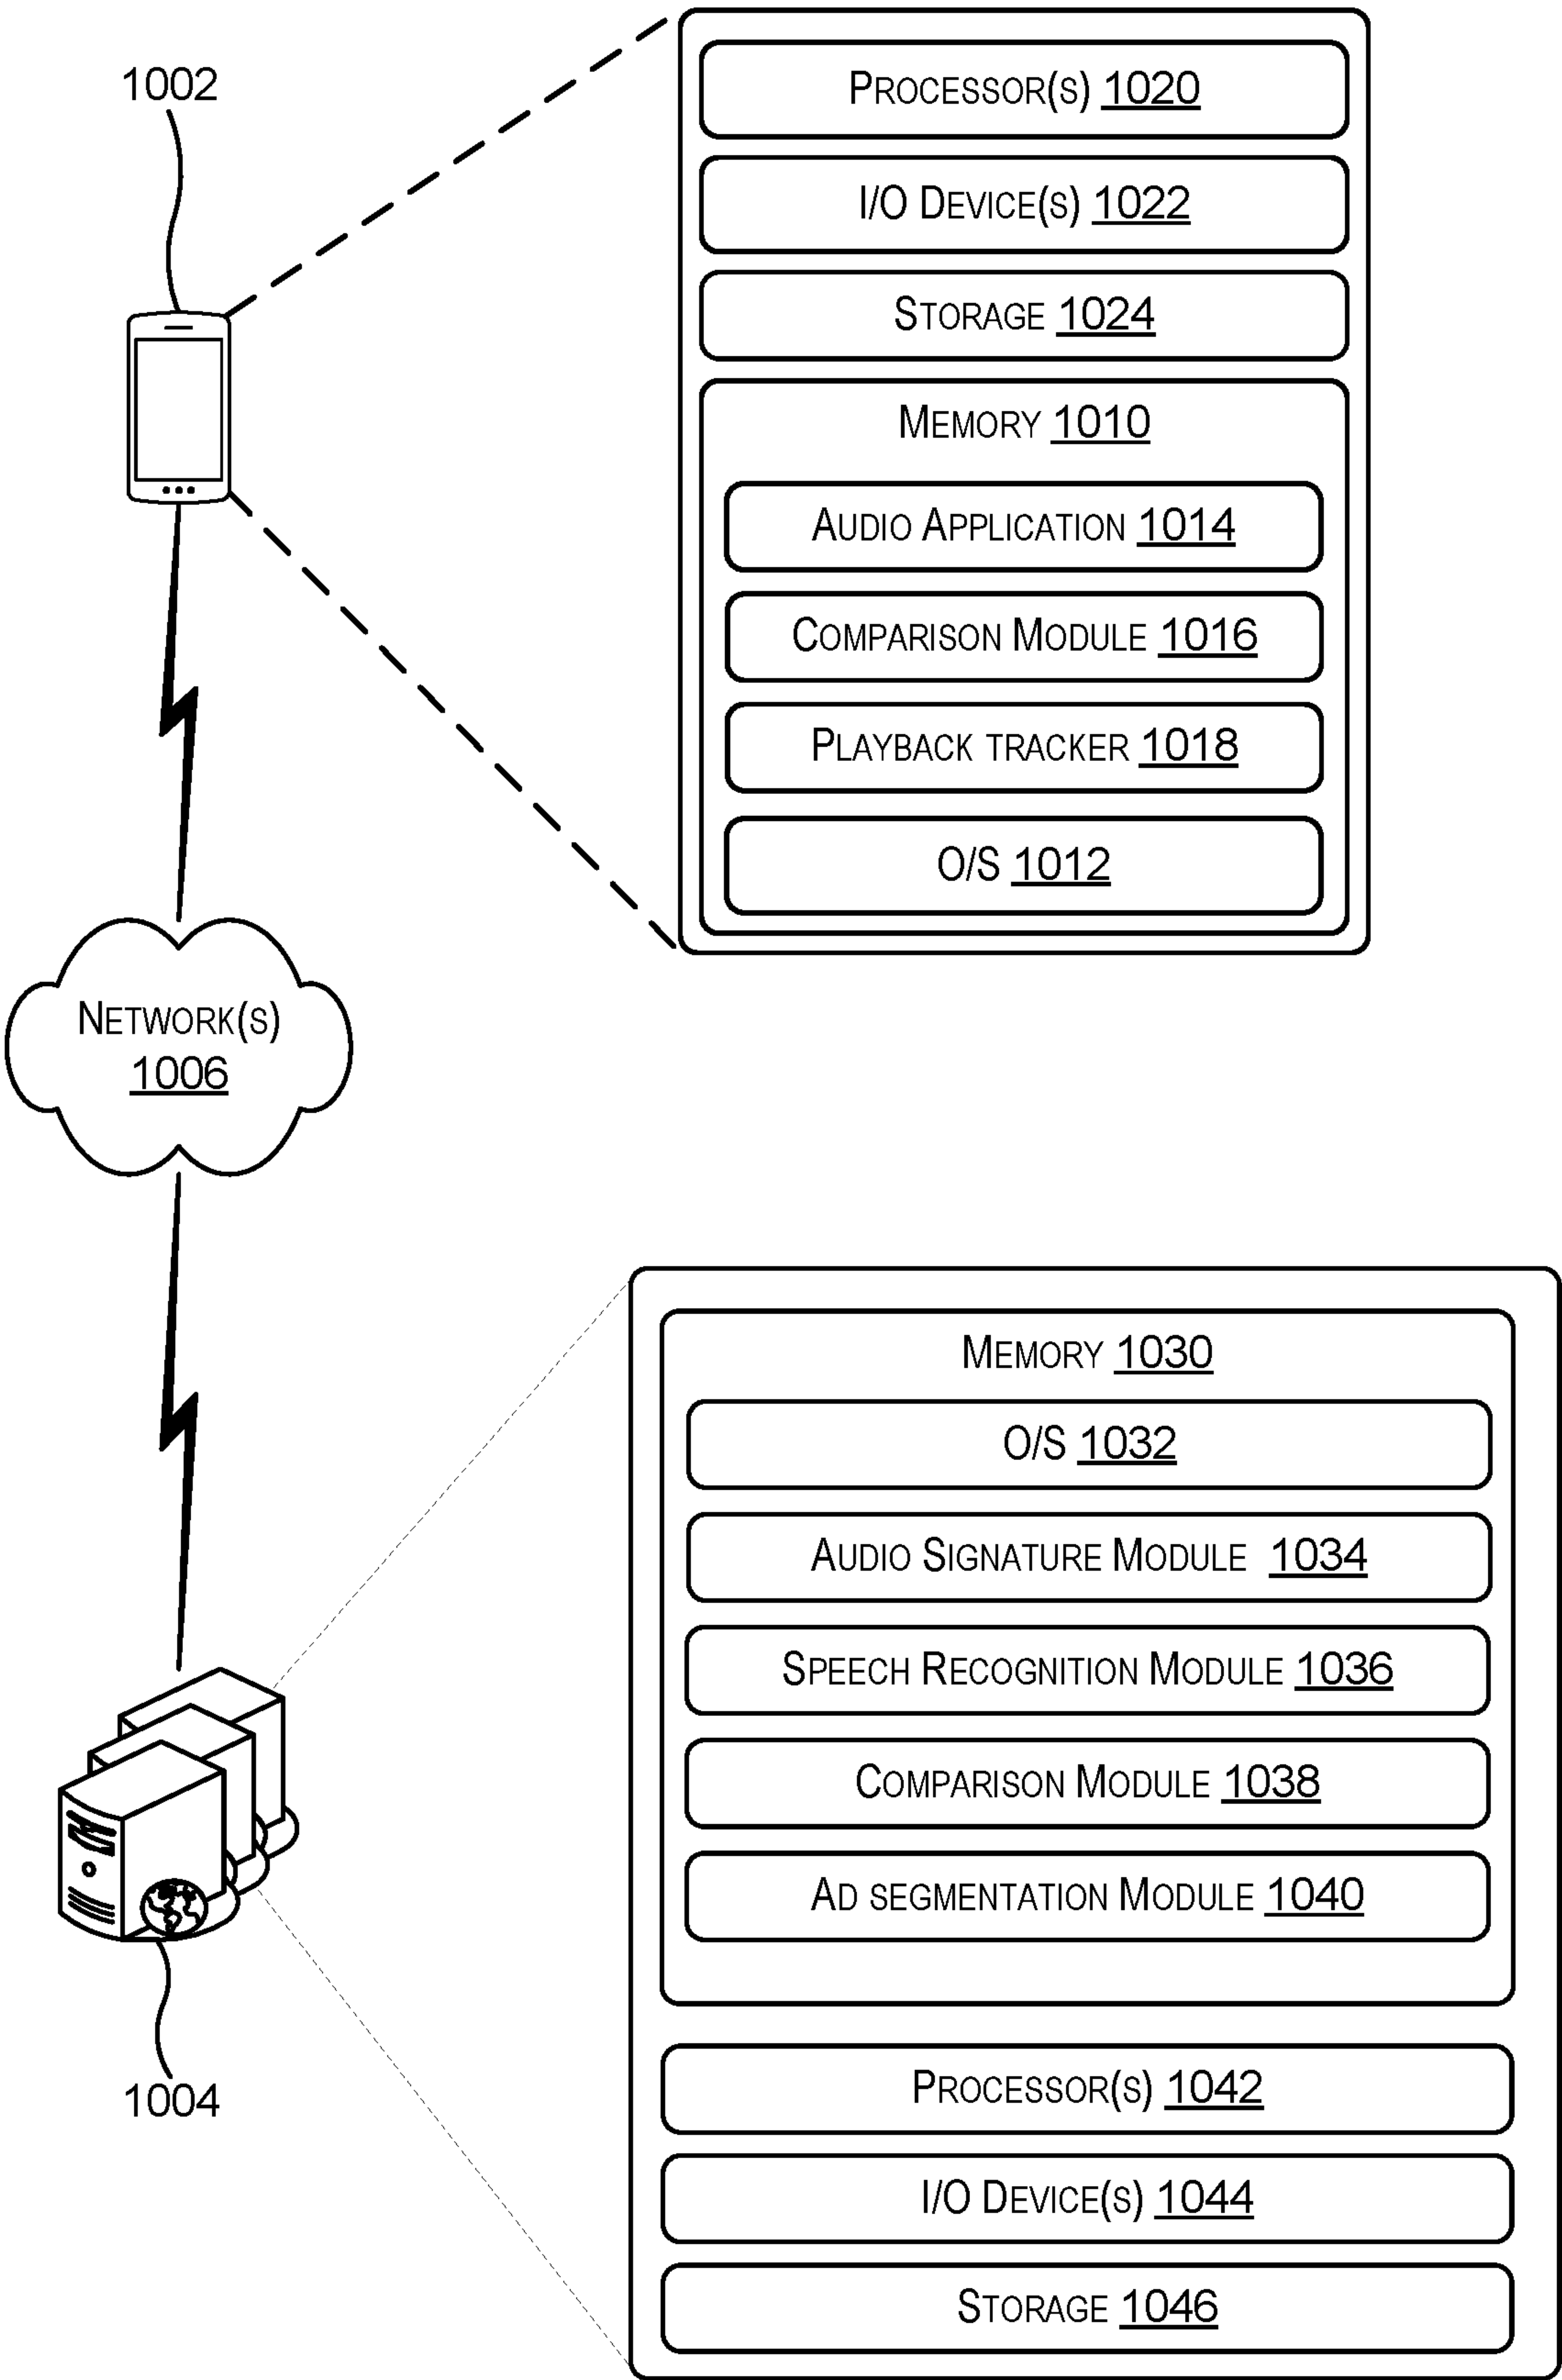 1002
Processor(s) 1020
I/O Device(s) 1022
Storage 1024
Memory 1010
Audio Application 1014
Comparison Module 1016
Playback tracker 1018
O/S 1012
Network(s)
1006
Memory 1030
O/S 1032
Audio Signature Module 1034
Speech Recognition Module 1036
Comparison Module 1038
Ad segmentation Module 1040
1004
Processor(s) 1042
I/O Device(s) 1044
Storage 1046